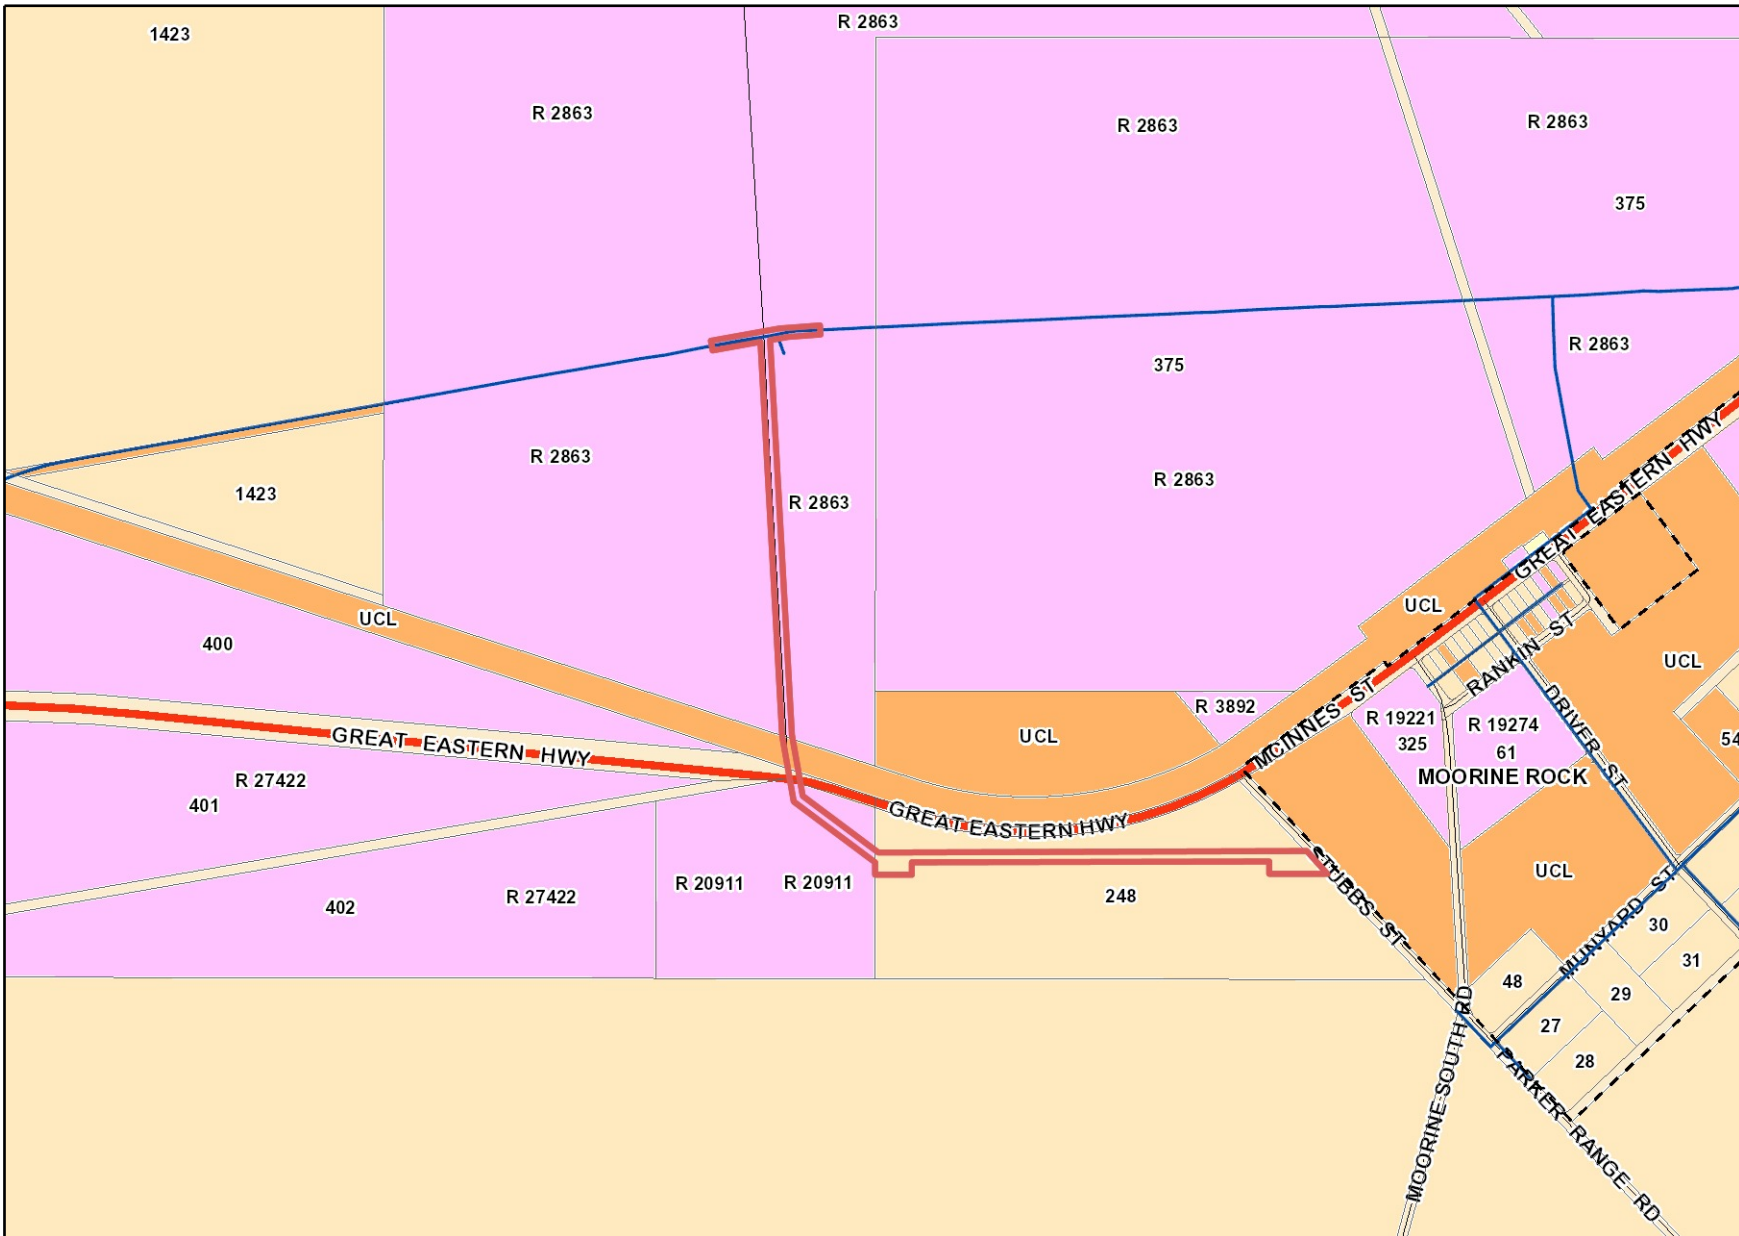 R 2863
1423
R 2863
R 2863
R 2863
375
R 2863
375
R 2863
R 2863
1423
R 2863
GREAT EASTERN HWY
UCL
UCL
400
RANKIN ST
UCL
MCINNES ST
R 3892
R 19221
325
R 19274
61
DRIVER ST
UCL
54
GREAT EASTERN HWY
MOORINE ROCK
R 27422
401
GREAT EASTERN HWY
UCL
STUBBS ST
R 20911
R 20911
R 27422
402
248
MUNYARD ST
30
31
48
29
27
28
MOORINE SOUTH RD
PARKER RANGE RD